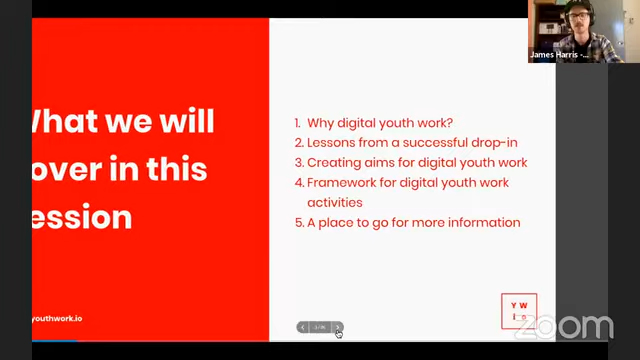 James Harris -...
What we will
over in this
ession
1. Why digital youth work?
2. Lessons from a successful drop-in
3. Creating aims for digital youth work
4. Framework for digital youth work
activities
5. A place to go for more information
youthwork.io
Y W
I O
zoom